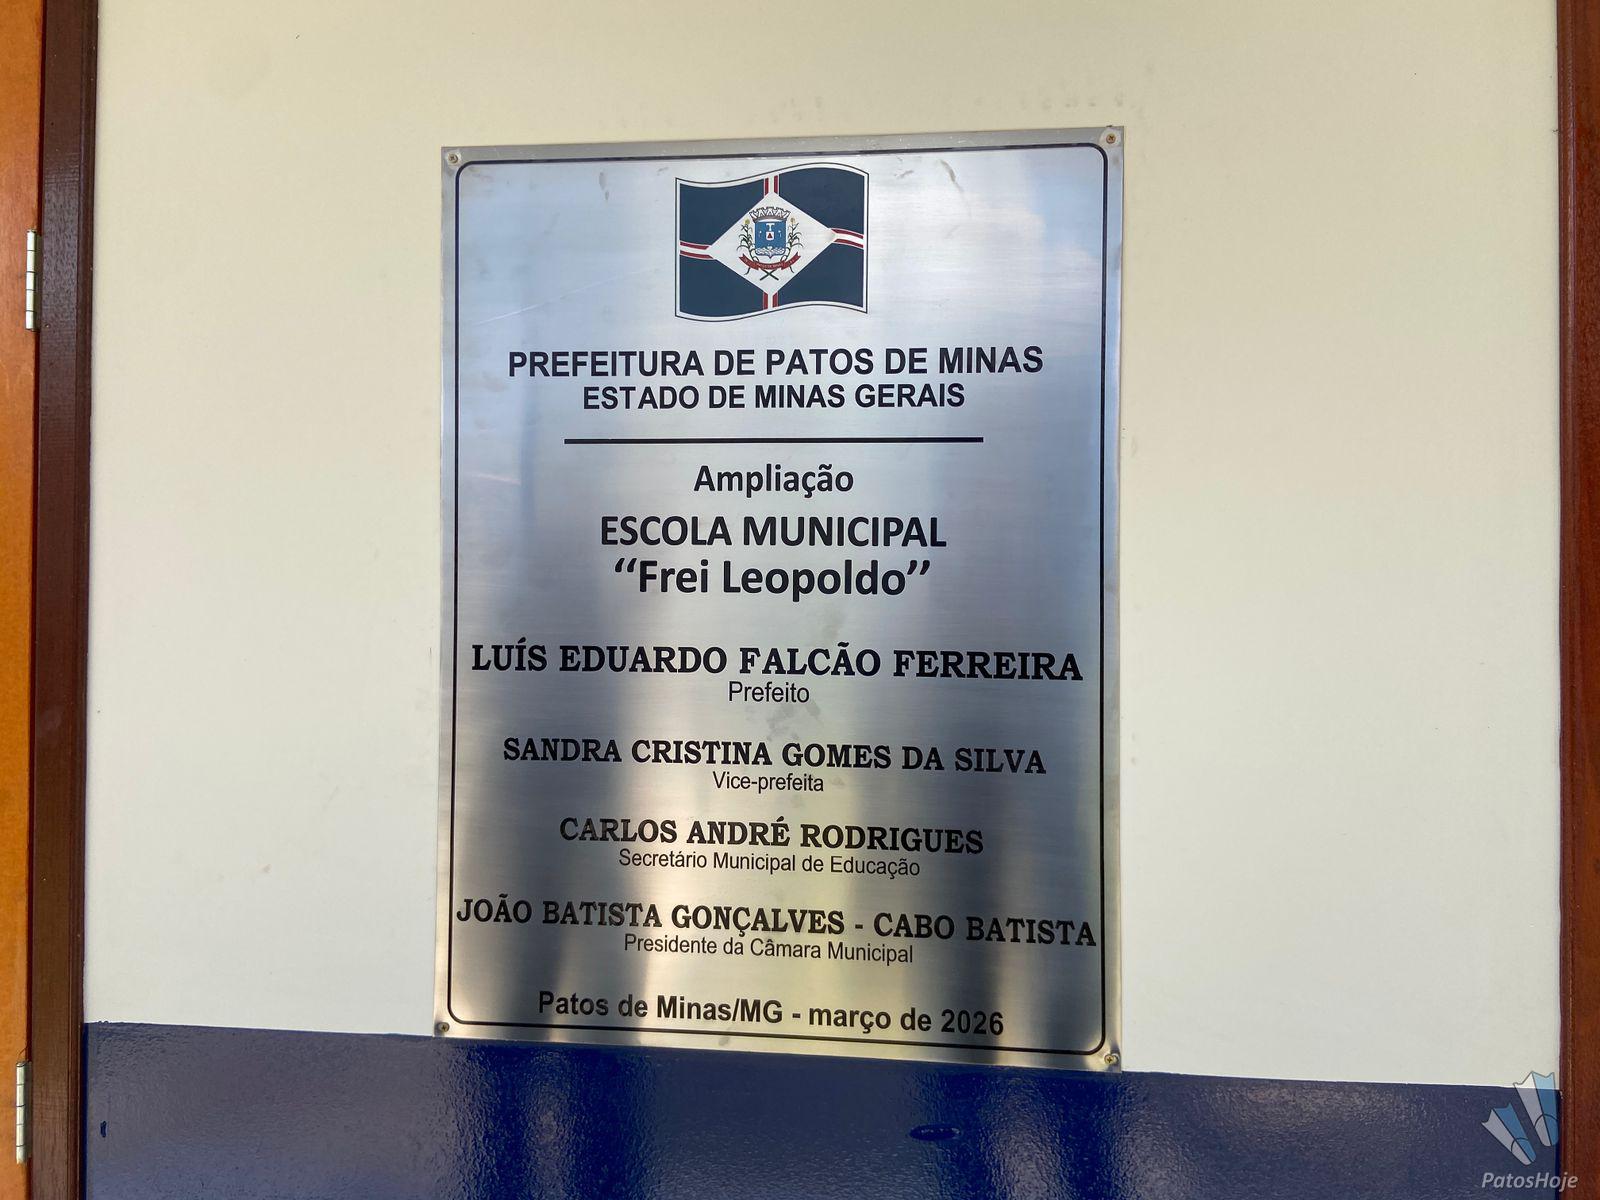 PREFEITURA DE PATOS DE MINAS
ESTADO DE MINAS GERAIS
Ampliação
ESCOLA MUNICIPAL
‘‘Frei Leopoldo’’
LUÍS EDUARDO FALCÃO FERREIRA
Prefeito
SANDRA CRISTINA GOMES DA SILVA
Vice-prefeita
CARLOS ANDRÉ RODRIGUES
Secretário Municipal de Educação
JOÃO BATISTA GONÇALVES - CABO BATISTA
Presidente da Câmara Municipal
Patos de Minas/MG - março de 2026
PatosHoje